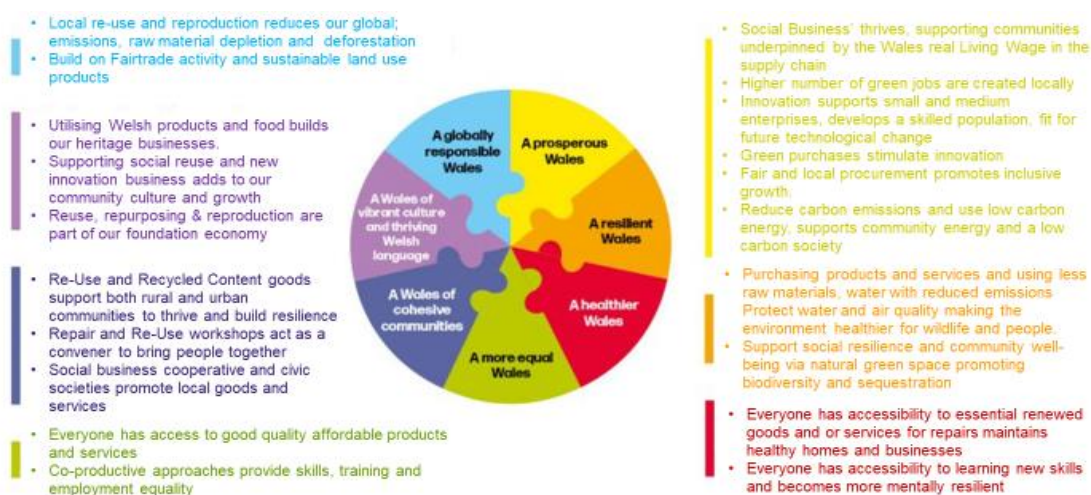 • Local re-use and reproduction reduces our global;
emissions, raw material depletion and deforestation
• Build on Fairtrade activity and sustainable land use
products
• Utilising Welsh products and food builds
our heritage businesses.
• Supporting social reuse and new
innovation business adds to our
community culture and growth
• Reuse, repurposing & reproduction are
part of our foundation economy
• Re-Use and Recycled Content goods
support both rural and urban
communities to thrive and build resilience
• Repair and Re-Use workshops act as a
convener to bring people together
• Social business cooperative and civic
societies promote local goods and
services
• Everyone has access to good quality affordable products
and services
• Co-productive approaches provide skills, training and
employment equality
A globally
responsible
Wales
A prosperous
Wales
A Wales of
vibrant culture
and thriving
Welsh
language
A resilient
Wales
A Wales of
cohesive
communities
A healthier
Wales
A more equal
Wales
• Social Business' thrives, supporting communities
underpinned by the Wales real Living Wage in the
supply chain
• Higher number of green jobs are created locally
• Innovation supports small and medium
enterprises, develops a skilled population, fit for
future technological change
• Green purchases stimulate innovation
• Fair and local procurement promotes inclusive
growth.
• Reduce carbon emissions and use low carbon
energy, supports community energy and a low
carbon society
• Purchasing products and services and using less
raw materials, water with reduced emissions
Protect water and air quality making the
environment healthier for wildlife and people.
• Support social resilience and community well-
being via natural green space promoting
biodiversity and sequestration
• Everyone has accessibility to essential renewed
goods and or services for repairs maintains
healthy homes and businesses
• Everyone has accessibility to learning new skills
and becomes more mentally resilient